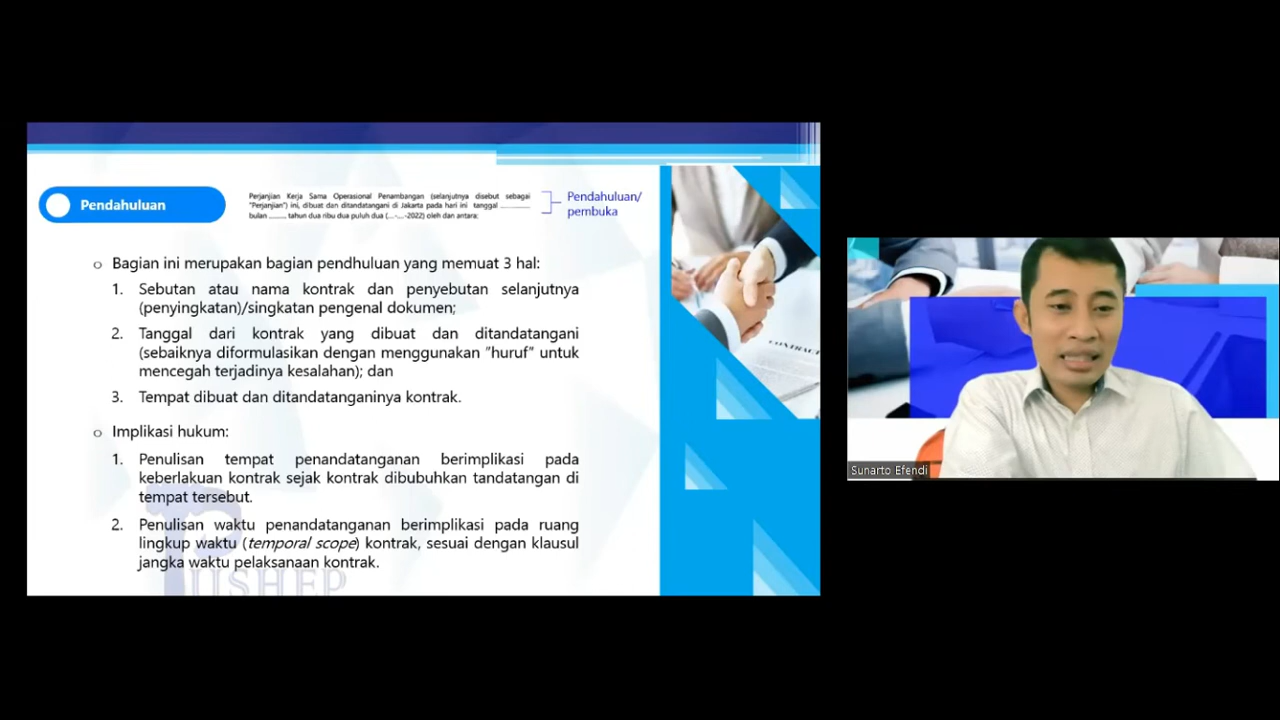 Pendahuluan
Perjanjian Kerja Sama Operasional Penambangan (selanjutnya disebut sebagai
"Perjanjian") ini, dibuat dan ditandatangani di Jakarta pada hari ini tanggal ...........
bulan ........, tahun dua ribu dua puluh dua (....-....-2022) oleh dan antara:
Pendahuluan/
pembuka
o Bagian ini merupakan bagian pendhuluan yang memuat 3 hal:
1. Sebutan atau nama kontrak dan penyebutan selanjutnya
(penyingkatan)/singkatan pengenal dokumen;
2. Tanggal dari kontrak yang dibuat dan ditandatangani
(sebaiknya diformulasikan dengan menggunakan "huruf" untuk
mencegah terjadinya kesalahan); dan
3. Tempat dibuat dan ditandatanganinya kontrak.
o Implikasi hukum:
1. Penulisan tempat penandatanganan berimplikasi pada
keberlakuan kontrak sejak kontrak dibubuhkan tandatangan di
tempat tersebut.
2. Penulisan waktu penandatanganan berimplikasi pada ruang
lingkup waktu (temporal scope) kontrak, sesuai dengan klausul
jangka waktu pelaksanaan kontrak.
PUSHEP
CONTRACT
Sunarto Efendi